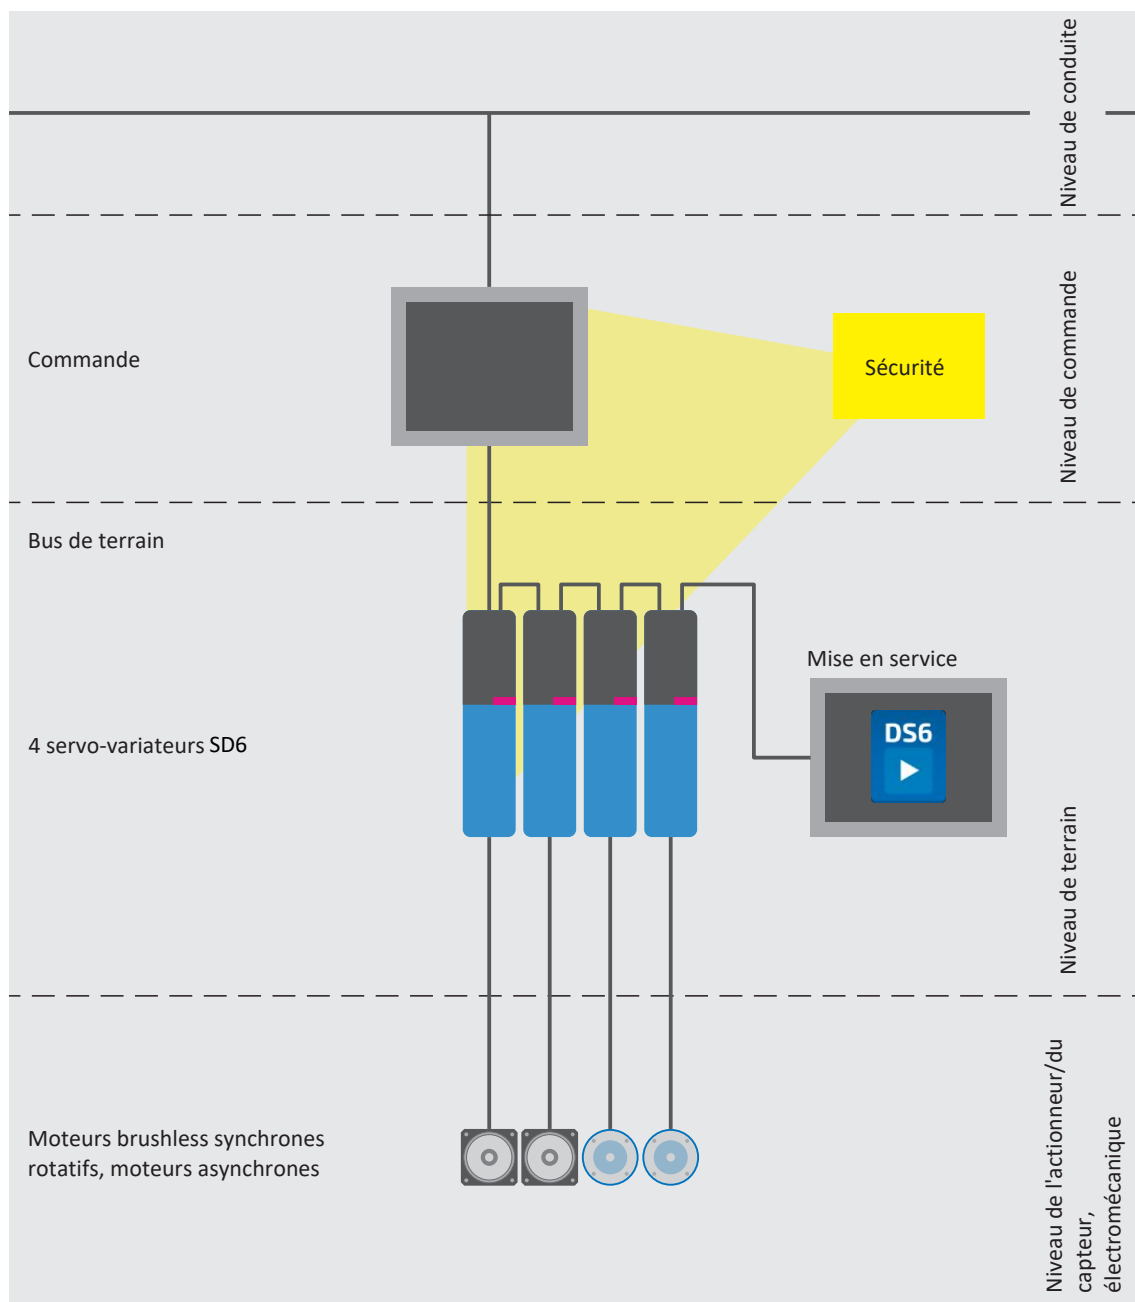 Niveau de conduite
Commande
Sécurité
Niveau de commande
Bus de terrain
Mise en service
DS6
4 servo-variateurs SD6
Niveau de terrain
Moteurs brushless synchrones
rotatifs, moteurs asynchrones
Niveau de l'actionneur/du
capteur,
électromécanique